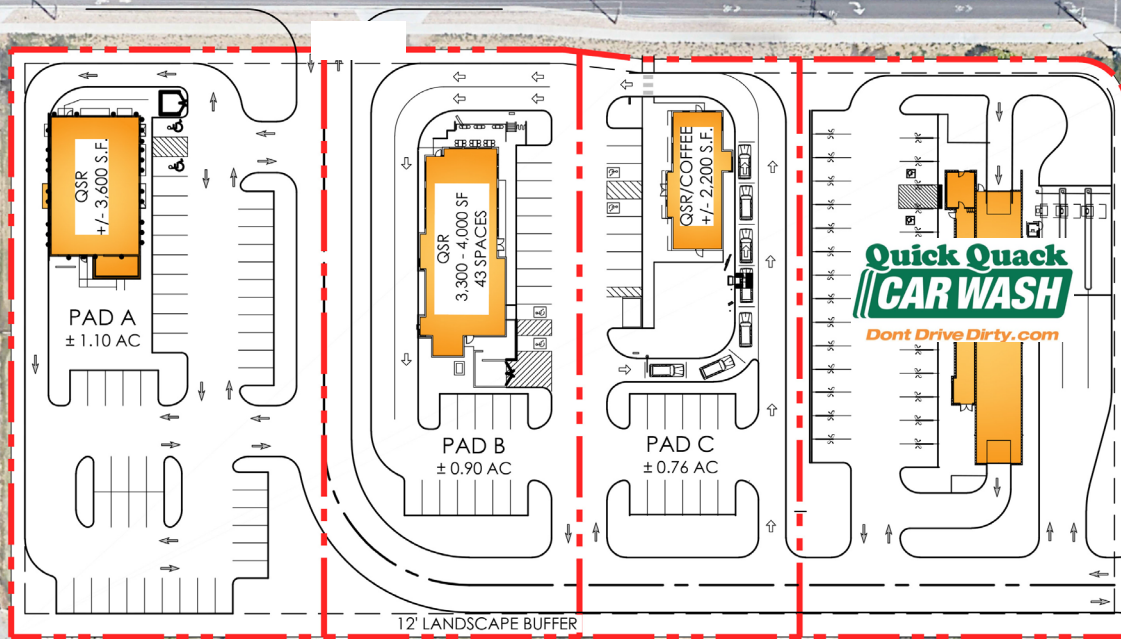 QSR
+/- 3,600 S.F.
PAD A
± 1.10 AC
QSR
3,300 - 4,000 SF
43 SPACES
PAD B
± 0.90 AC
QSR/COFFEE
+/- 2,200 S.F.
PAD C
± 0.76 AC
Quick Quack
CAR WASH
Dont Drive Dirty.com
12' LANDSCAPE BUFFER